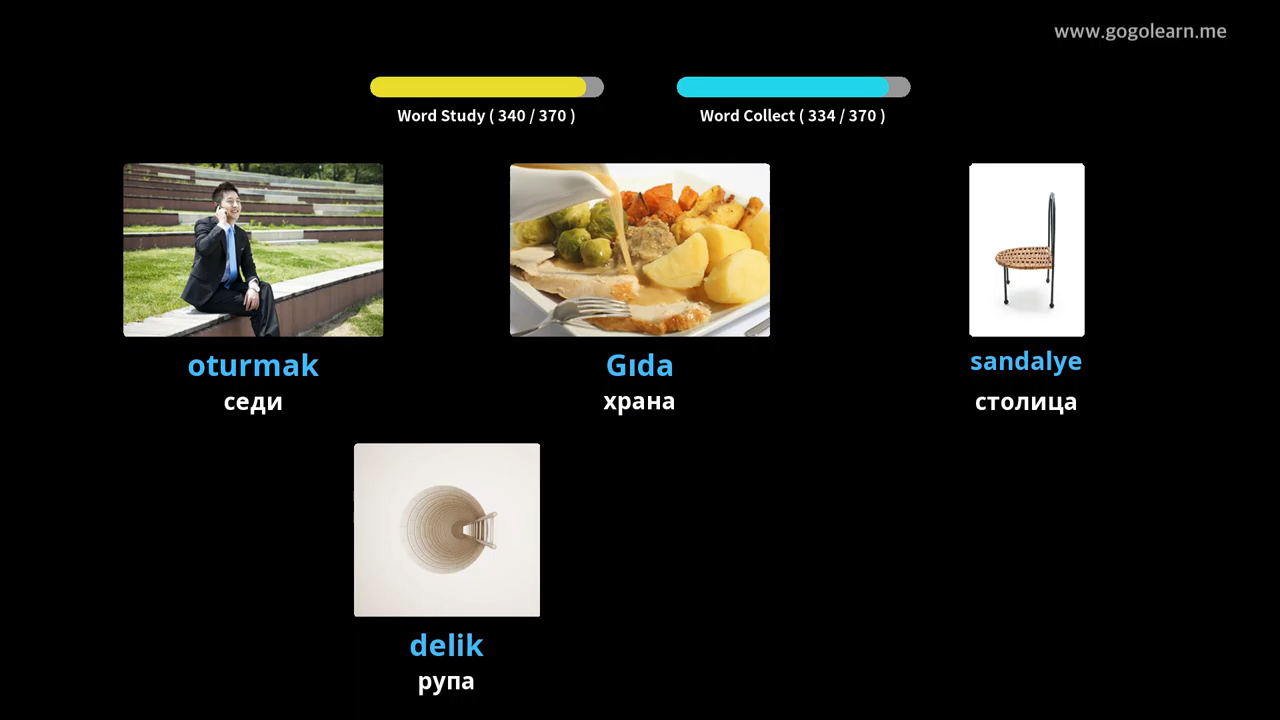 www.gogolearn.me
Word Study ( 340 / 370 )
Word Collect ( 334 / 370 )
oturmak
седи
Gıda
храна
sandalye
столица
delik
рупа